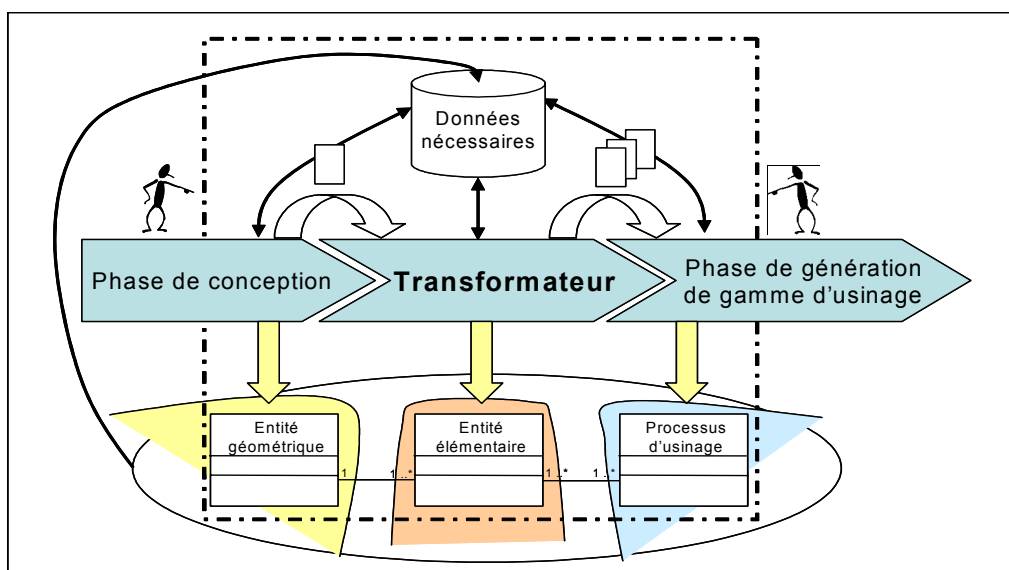 Données
nécessaires
Phase de conception
Transformateur
Phase de génération
de gamme d'usinage
Entité
géométrique
Entité
élémentaire
Processus
d'usinage
1
1..*
1..*
1..*